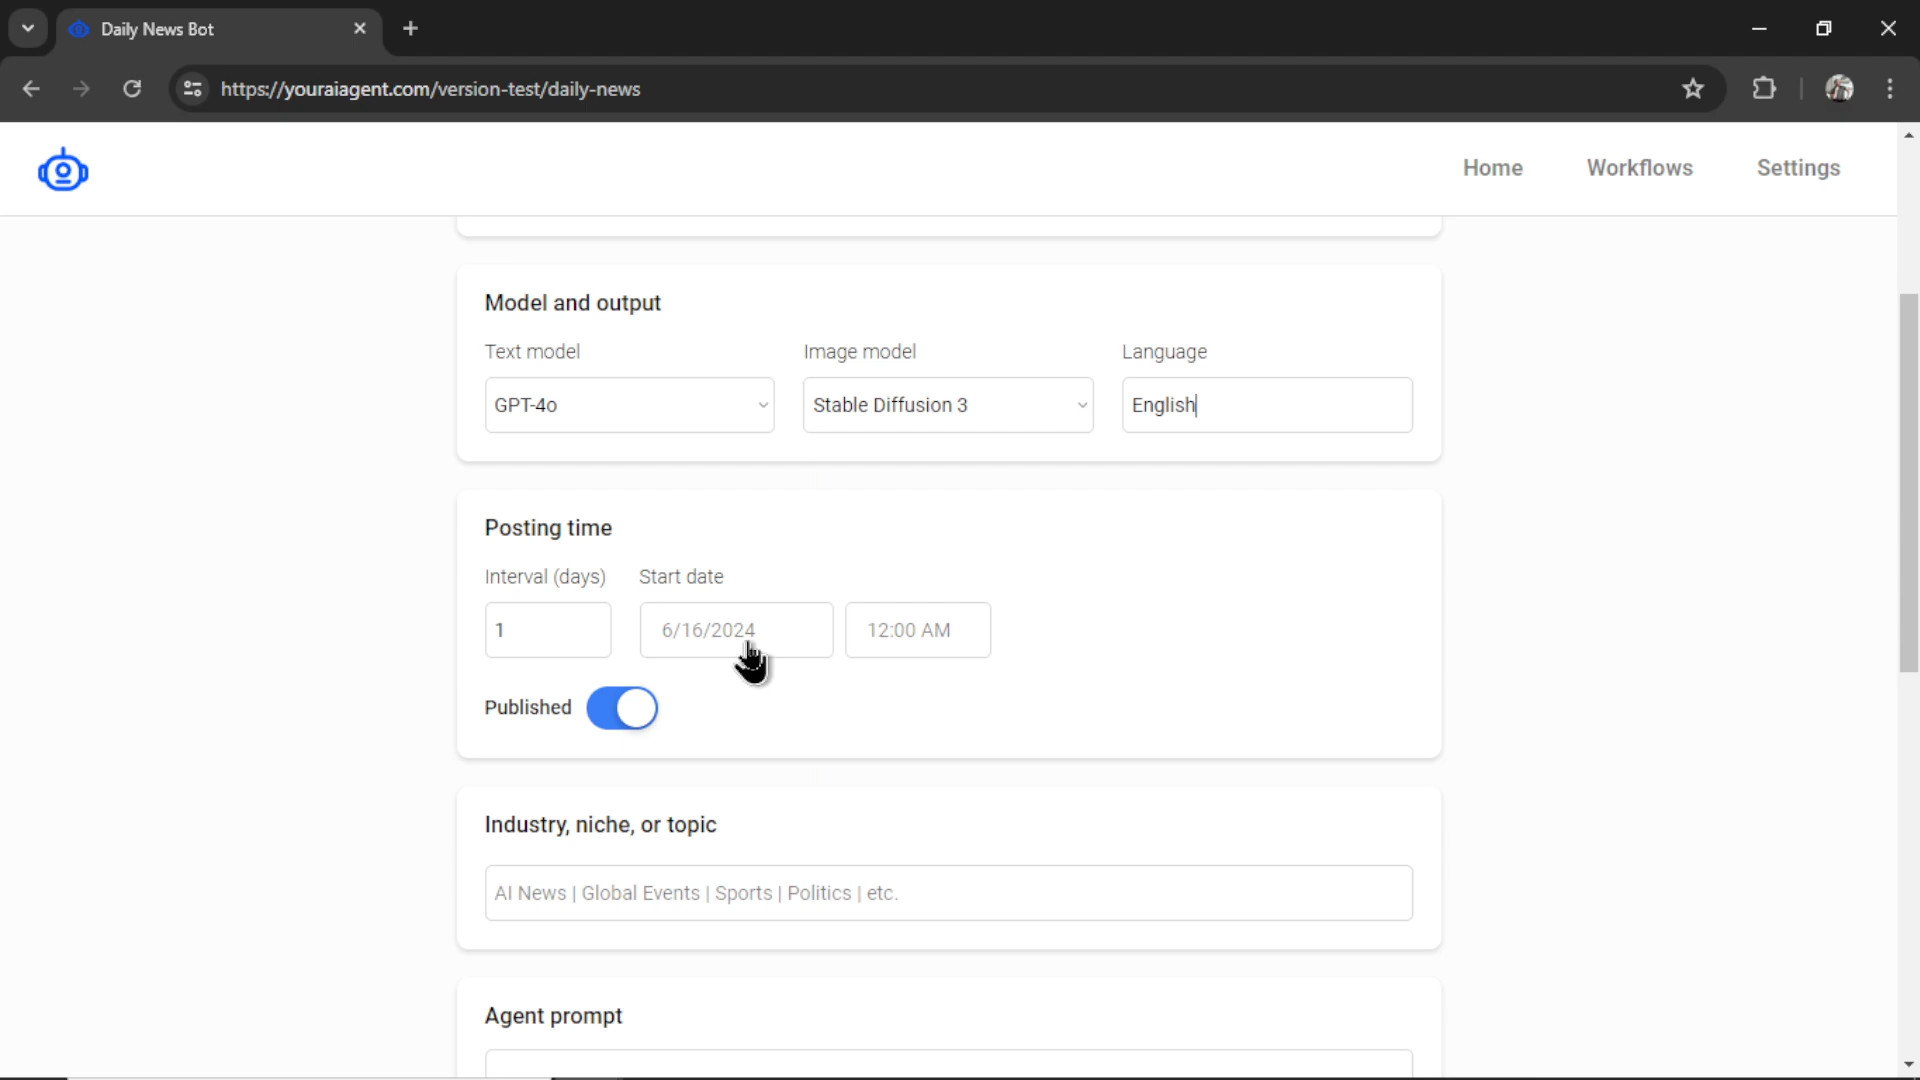 Daily News Bot
https://youraiagent.com/version-test/daily-news
Home Workflows Settings
Model and output
Text model Image model Language
GPT-4o Stable Diffusion 3 English
Posting time
Interval (days) Start date
1 6/16/2024 12:00 AM
Published
Industry, niche, or topic
AI News | Global Events | Sports | Politics | etc.
Agent prompt